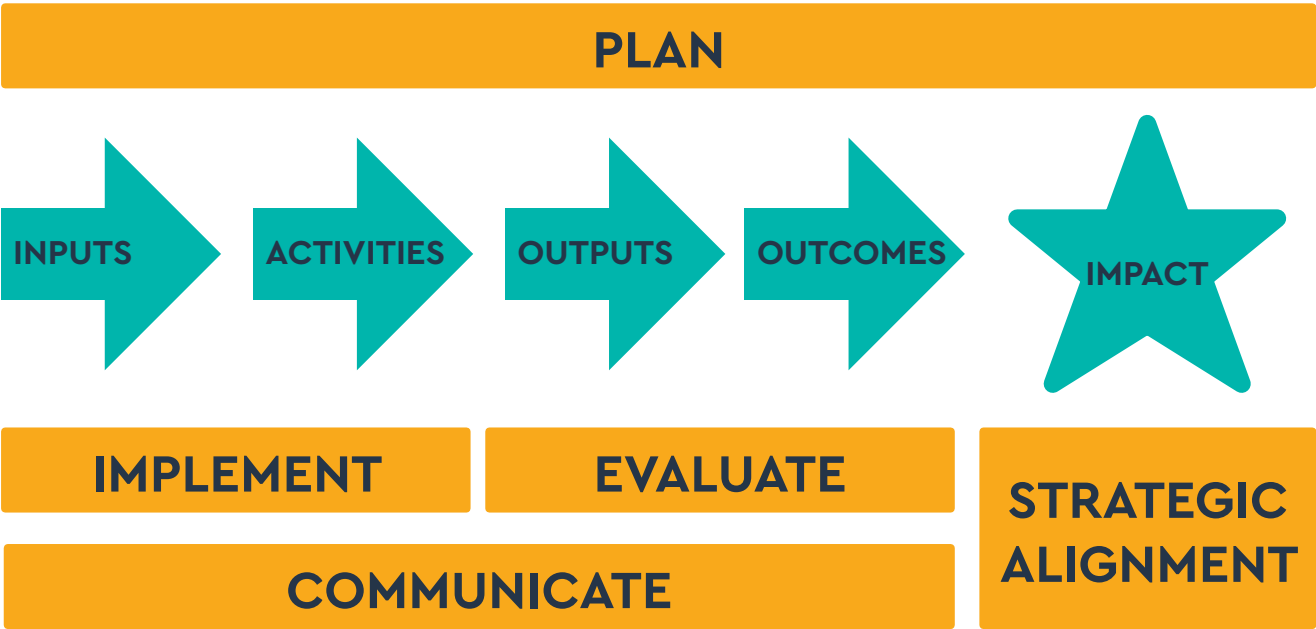 PLAN
INPUTS
ACTIVITIES
OUTPUTS
OUTCOMES
IMPACT
IMPLEMENT
EVALUATE
STRATEGIC
ALIGNMENT
COMMUNICATE